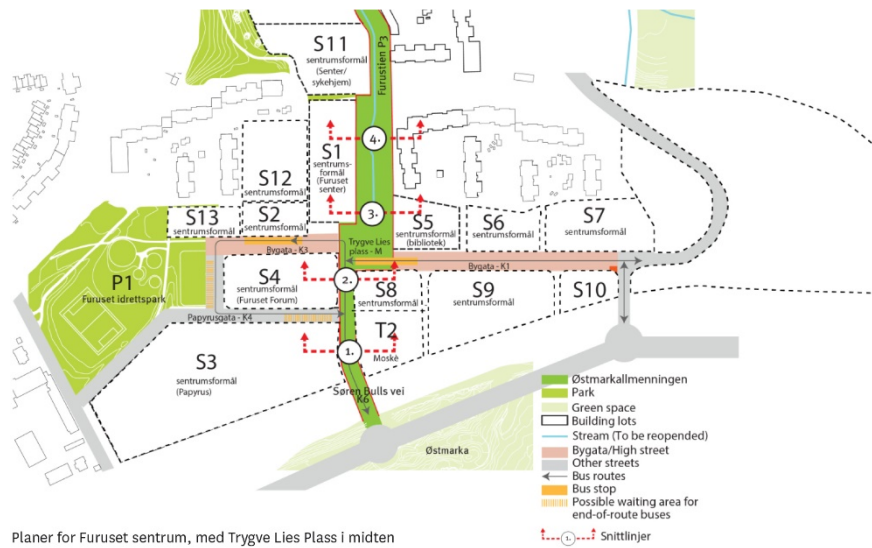 S11
sentrumsformål
(Senter/
sykehjem)
Furustien P3
4.
S1
sentrums-
formål
(Furuset
senter)
S12
sentrumsformål
3.
S13
sentrumsformål
S2
sentrumsformål
S5
sentrumsformål
(bibliotek)
S6
sentrumsformål
S7
sentrumsformål
Bygata - K3
Trygve Lies
plass - M
Bygata - K1
P1
Furuset idrettspark
S4
sentrumsformål
(Furuset Forum)
2.
S8
sentrumsformål
S9
sentrumsformål
S10
Papyrusgata - K4
T2
Moské
1.
S3
sentrumsformål
(Papyrus)
Søren Bulls vei
K6
Østmarka
Østmarkallmenningen
Park
Green space
Building lots
Stream (To be reopended)
Bygata/High street
Other streets
Bus routes
Bus stop
Possible waiting area for
end-of-route buses
1.
Snittlinjer
Planer for Furuset sentrum, med Trygve Lies Plass i midten